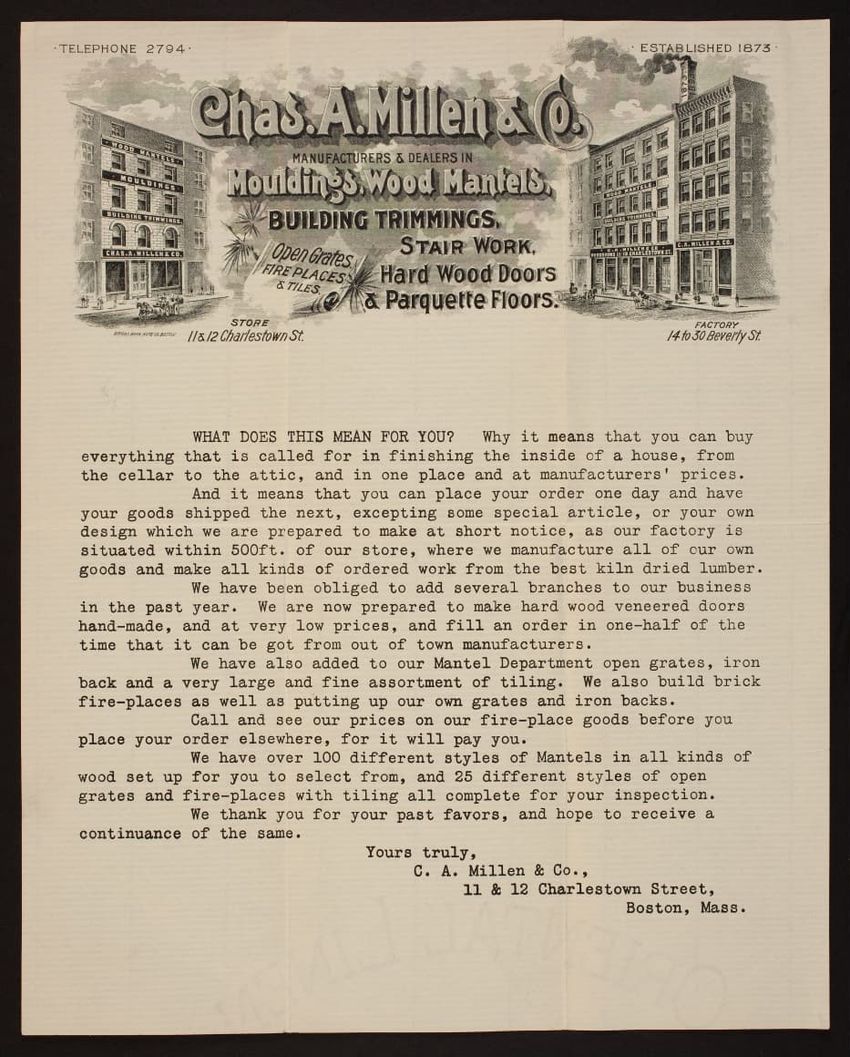 ·TELEPHONE 2794·
·ESTABLISHED 1873·
Chas. A. Millen & Co.
MANUFACTURERS & DEALERS IN
Mouldings, Wood Mantels,
BUILDING TRIMMINGS,
STAIR WORK,
Open Grates,
FIRE PLACES
& TILES.
Hard Wood Doors
& Parquette Floors.
WOOD MANTELS
MOULDINGS
BUILDING TRIMMINGS.
CHAS. A. MILLEN & CO.
WOOD MANTELS
BUILDING TRIMMINGS.
C. A. MILLEN & CO.
STORE
11 & 12 Charlestown St.
FACTORY
14 to 30 Beverly St.
WHAT DOES THIS MEAN FOR YOU? Why it means that you can buy
everything that is called for in finishing the inside of a house, from
the cellar to the attic, and in one place and at manufacturers' prices.
And it means that you can place your order one day and have
your goods shipped the next, excepting some special article, or your own
design which we are prepared to make at short notice, as our factory is
situated within 500ft. of our store, where we manufacture all of our own
goods and make all kinds of ordered work from the best kiln dried lumber.
We have been obliged to add several branches to our business
in the past year. We are now prepared to make hard wood veneered doors
hand-made, and at very low prices, and fill an order in one-half of the
time that it can be got from out of town manufacturers.
We have also added to our Mantel Department open grates, iron
back and a very large and fine assortment of tiling. We also build brick
fire-places as well as putting up our own grates and iron backs.
Call and see our prices on our fire-place goods before you
place your order elsewhere, for it will pay you.
We have over 100 different styles of Mantels in all kinds of
wood set up for you to select from, and 25 different styles of open
grates and fire-places with tiling all complete for your inspection.
We thank you for your past favors, and hope to receive a
continuance of the same.
Yours truly,
C. A. Millen & Co.,
11 & 12 Charlestown Street,
Boston, Mass.